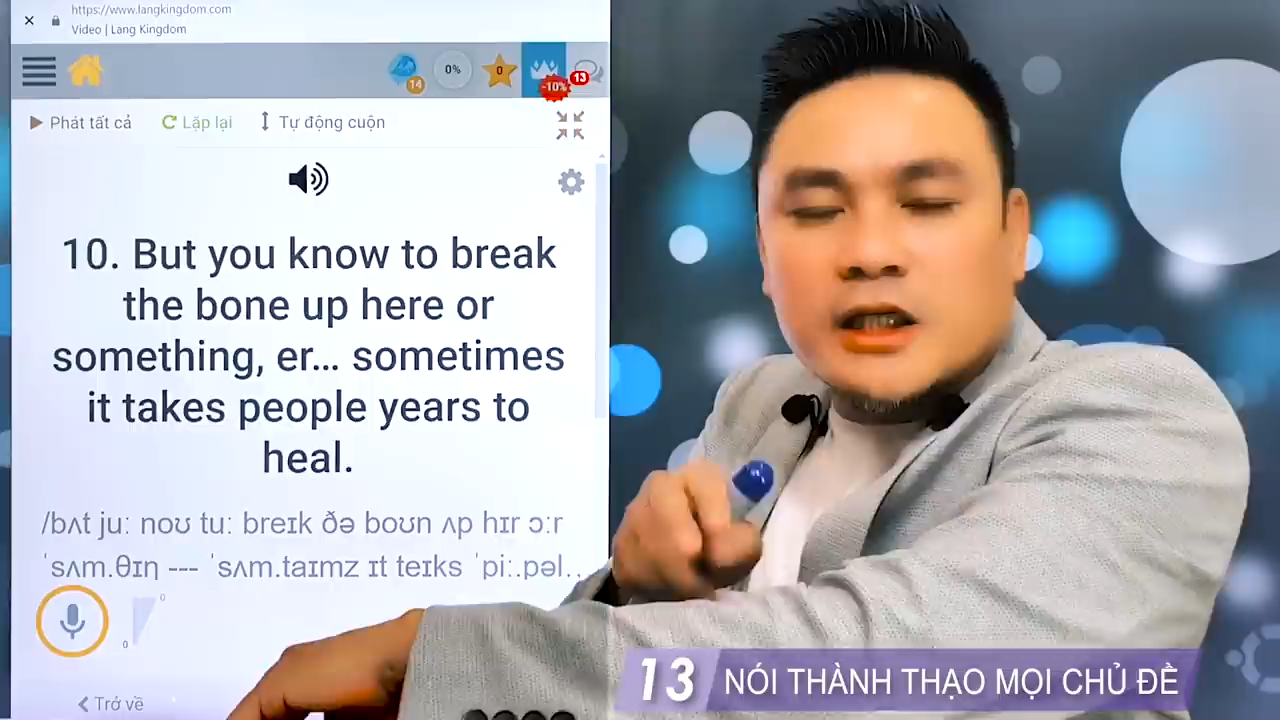 https://www.langkingdom.com
Video | Lang Kingdom
14
0%
0
-10%
13
Phát tất cả
Lặp lại
Tự động cuộn
10. But you know to break
the bone up here or
something, er... sometimes
it takes people years to
heal.
/bʌt juː noʊ tuː breɪk ðə boʊn ʌp hɪr ɔːr
ˈsʌm.θɪŋ --- ˈsʌm.taɪmz ɪt teɪks ˈpiː.pəl..
0
0
Trở về
13 NÓI THÀNH THẠO MỌI CHỦ ĐỀ